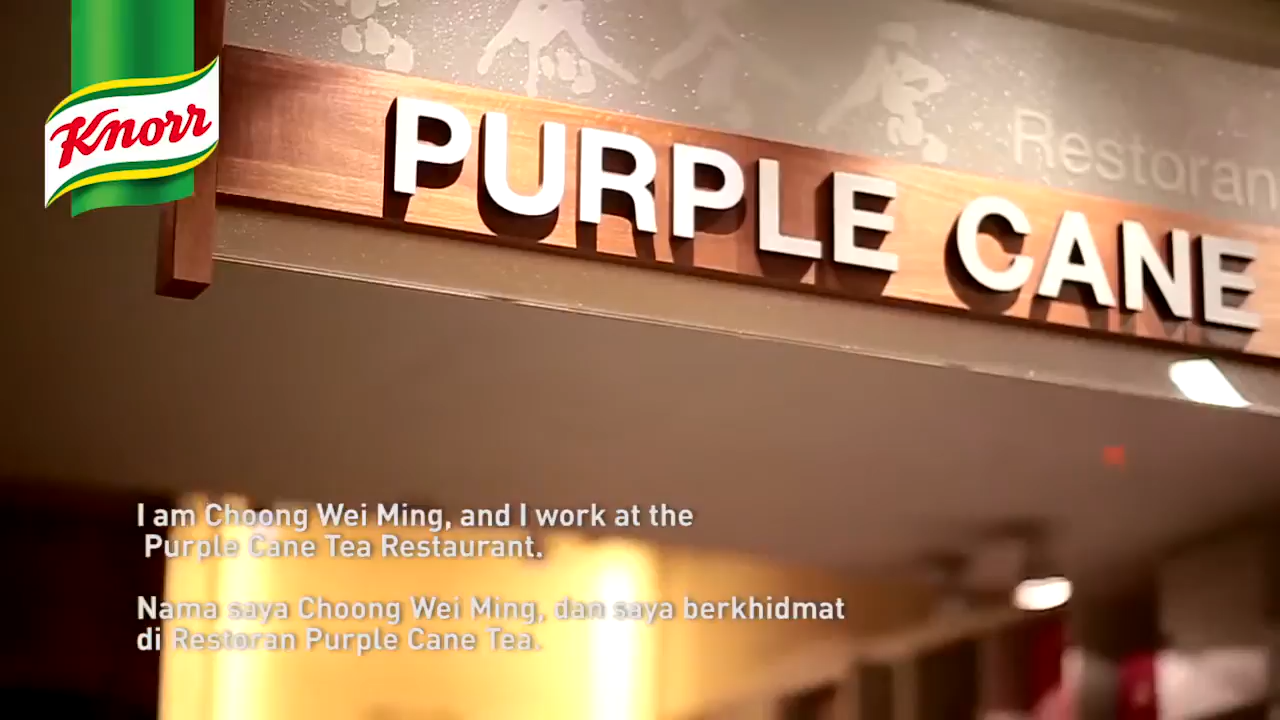 Knorr
Restoran
PURPLE CANE
I am Choong Wei Ming, and I work at the
Purple Cane Tea Restaurant.
Nama saya Choong Wei Ming, dan saya berkhidmat
di Restoran Purple Cane Tea.